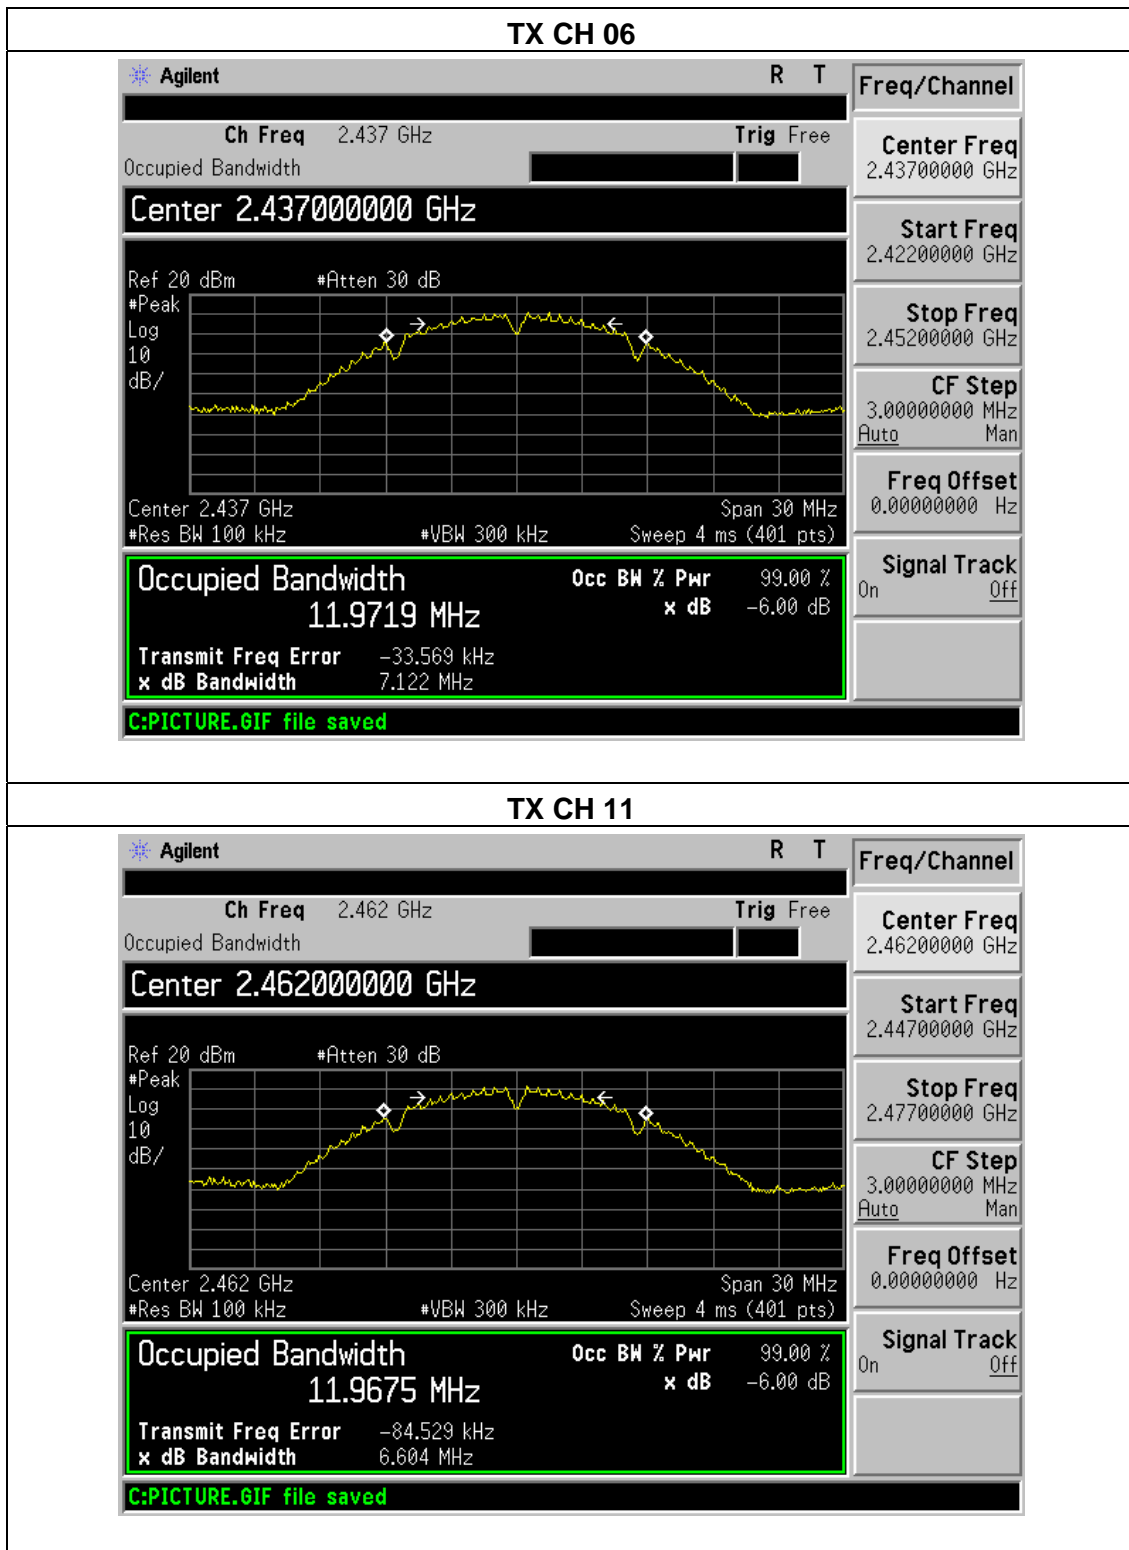 TX CH 06
Agilent R T
Freq/Channel
Ch Freq 2.437 GHz Trig Free
Occupied Bandwidth
Center Freq
2.43700000 GHz
Center 2.437000000 GHz
Start Freq
2.42200000 GHz
Ref 20 dBm #Atten 30 dB
#Peak
Log
10
dB/
Stop Freq
2.45200000 GHz
CF Step
3.00000000 MHz
Auto Man
Center 2.437 GHz Span 30 MHz
#Res BW 100 kHz #VBW 300 kHz Sweep 4 ms (401 pts)
Freq Offset
0.00000000 Hz
Occupied Bandwidth
11.9719 MHz
Occ BW % Pwr 99.00 %
x dB -6.00 dB
Signal Track
On Off
Transmit Freq Error -33.569 kHz
x dB Bandwidth 7.122 MHz
C:PICTURE.GIF file saved
TX CH 11
Agilent R T
Freq/Channel
Ch Freq 2.462 GHz Trig Free
Occupied Bandwidth
Center Freq
2.46200000 GHz
Center 2.462000000 GHz
Start Freq
2.44700000 GHz
Ref 20 dBm #Atten 30 dB
#Peak
Log
10
dB/
Stop Freq
2.47700000 GHz
CF Step
3.00000000 MHz
Auto Man
Center 2.462 GHz Span 30 MHz
#Res BW 100 kHz #VBW 300 kHz Sweep 4 ms (401 pts)
Freq Offset
0.00000000 Hz
Occupied Bandwidth
11.9675 MHz
Occ BW % Pwr 99.00 %
x dB -6.00 dB
Signal Track
On Off
Transmit Freq Error -84.529 kHz
x dB Bandwidth 6.604 MHz
C:PICTURE.GIF file saved